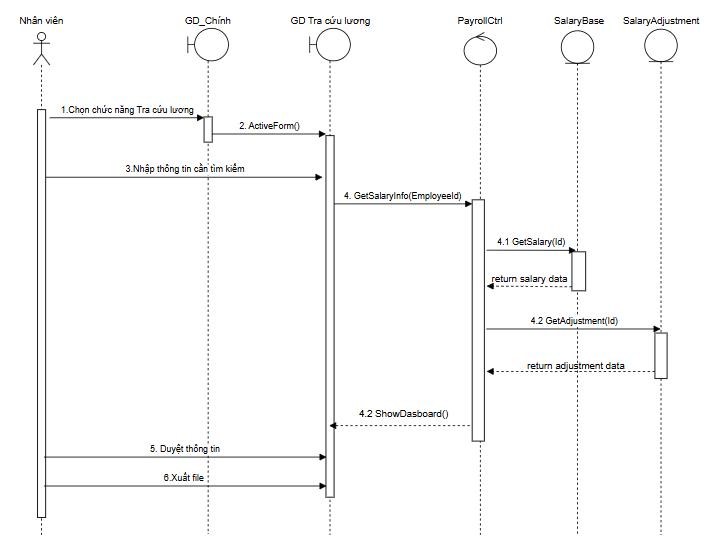 Nhân viên
GD_Chính
GD Tra cứu lương
PayrollCtrl
SalaryBase
SalaryAdjustment
1.Chọn chức năng Tra cứu lương
2. ActiveForm()
3.Nhập thông tin cần tìm kiếm
4. GetSalaryInfo(EmployeeId)
4.1 GetSalary(Id)
return salary data
4.2 GetAdjustment(Id)
return adjustment data
4.2 ShowDasboard()
5. Duyệt thông tin
6.Xuất file